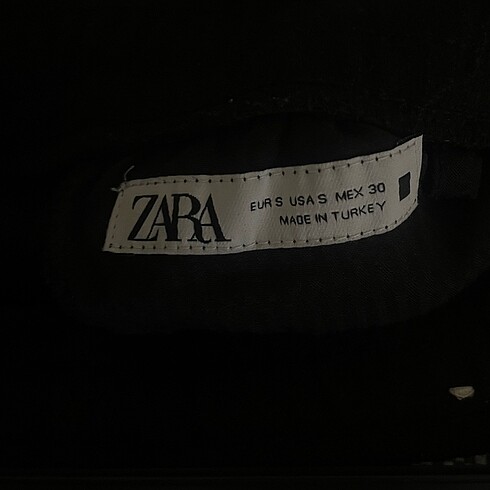 ZARA
EUR S USA S MEX 30
MADE IN TURKEY